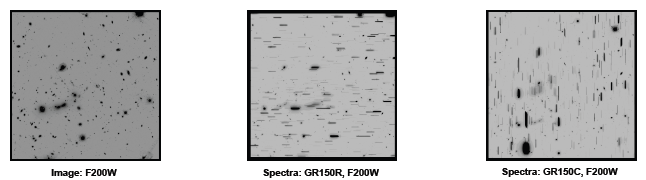 Image: F200W
Spectra: GR150R, F200W
Spectra: GR150C, F200W